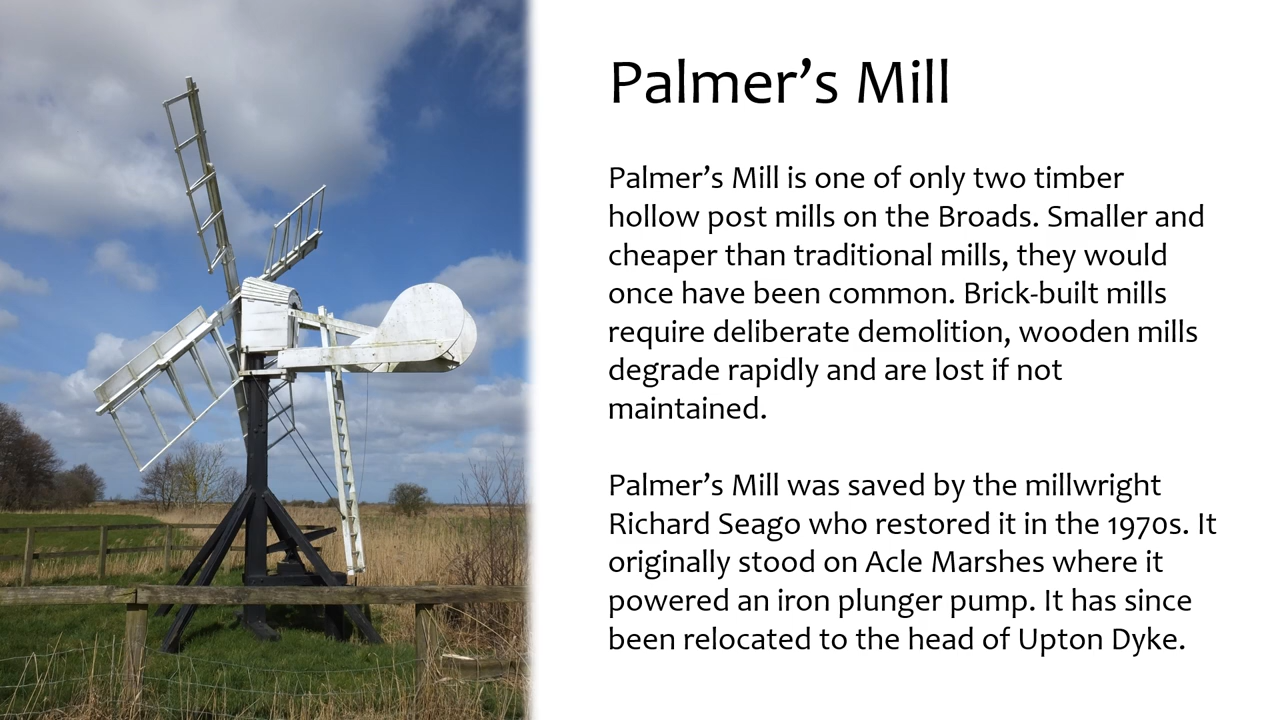 Palmer’s Mill
Palmer’s Mill is one of only two timber
hollow post mills on the Broads. Smaller and
cheaper than traditional mills, they would
once have been common. Brick-built mills
require deliberate demolition, wooden mills
degrade rapidly and are lost if not
maintained.
Palmer’s Mill was saved by the millwright
Richard Seago who restored it in the 1970s. It
originally stood on Acle Marshes where it
powered an iron plunger pump. It has since
been relocated to the head of Upton Dyke.